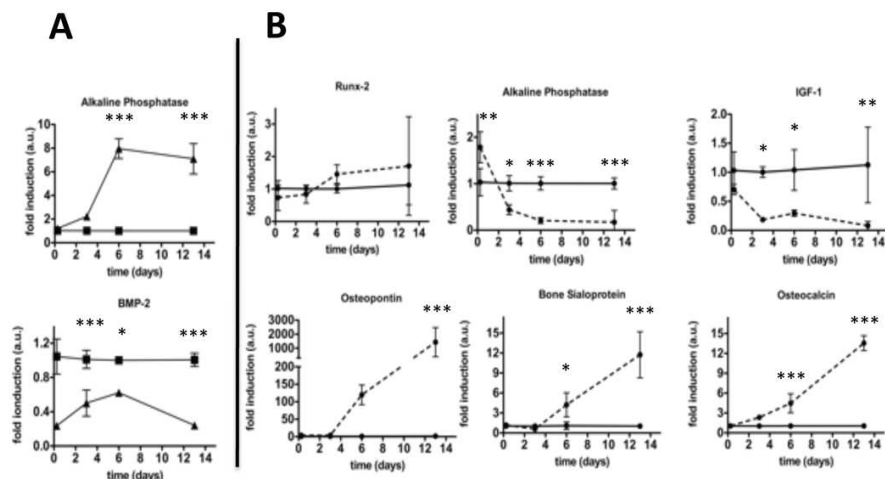 A
B
Alkaline Phosphatase
***
***
fold induction (a.u.)
10
8
6
4
2
0
0 2 4 6 8 10 12 14
time (days)
BMP-2
***
*
***
fold ionduction (a.u.)
1.2
0.8
0.4
0.0
0 2 4 6 8 10 12 14
time (days)
Runx-2
fold induction (a.u.)
3
2
1
0
0 2 4 6 8 10 12 14
time (days)
Alkaline Phosphatase
**
*
***
***
fold induction (a.u.)
2.0
1.5
1.0
0.5
0.0
0 2 4 6 8 10 12 14
time (days)
IGF-1
*
*
**
fold induction (a.u.)
2.0
1.5
1.0
0.5
0.0
0 2 4 6 8 10 12 14
time (days)
Osteopontin
***
fold induction (a.u.)
3000
2000
1000
200
150
100
50
0
0 2 4 6 8 10 12 14
time (days)
Bone Sialoprotein
*
***
fold induction (a.u.)
15
12
9
6
3
0
0 2 4 6 8 10 12 14
time (days)
Osteocalcin
***
***
fold induction (a.u.)
15
12
9
6
3
0
0 2 4 6 8 10 12 14
time (days)